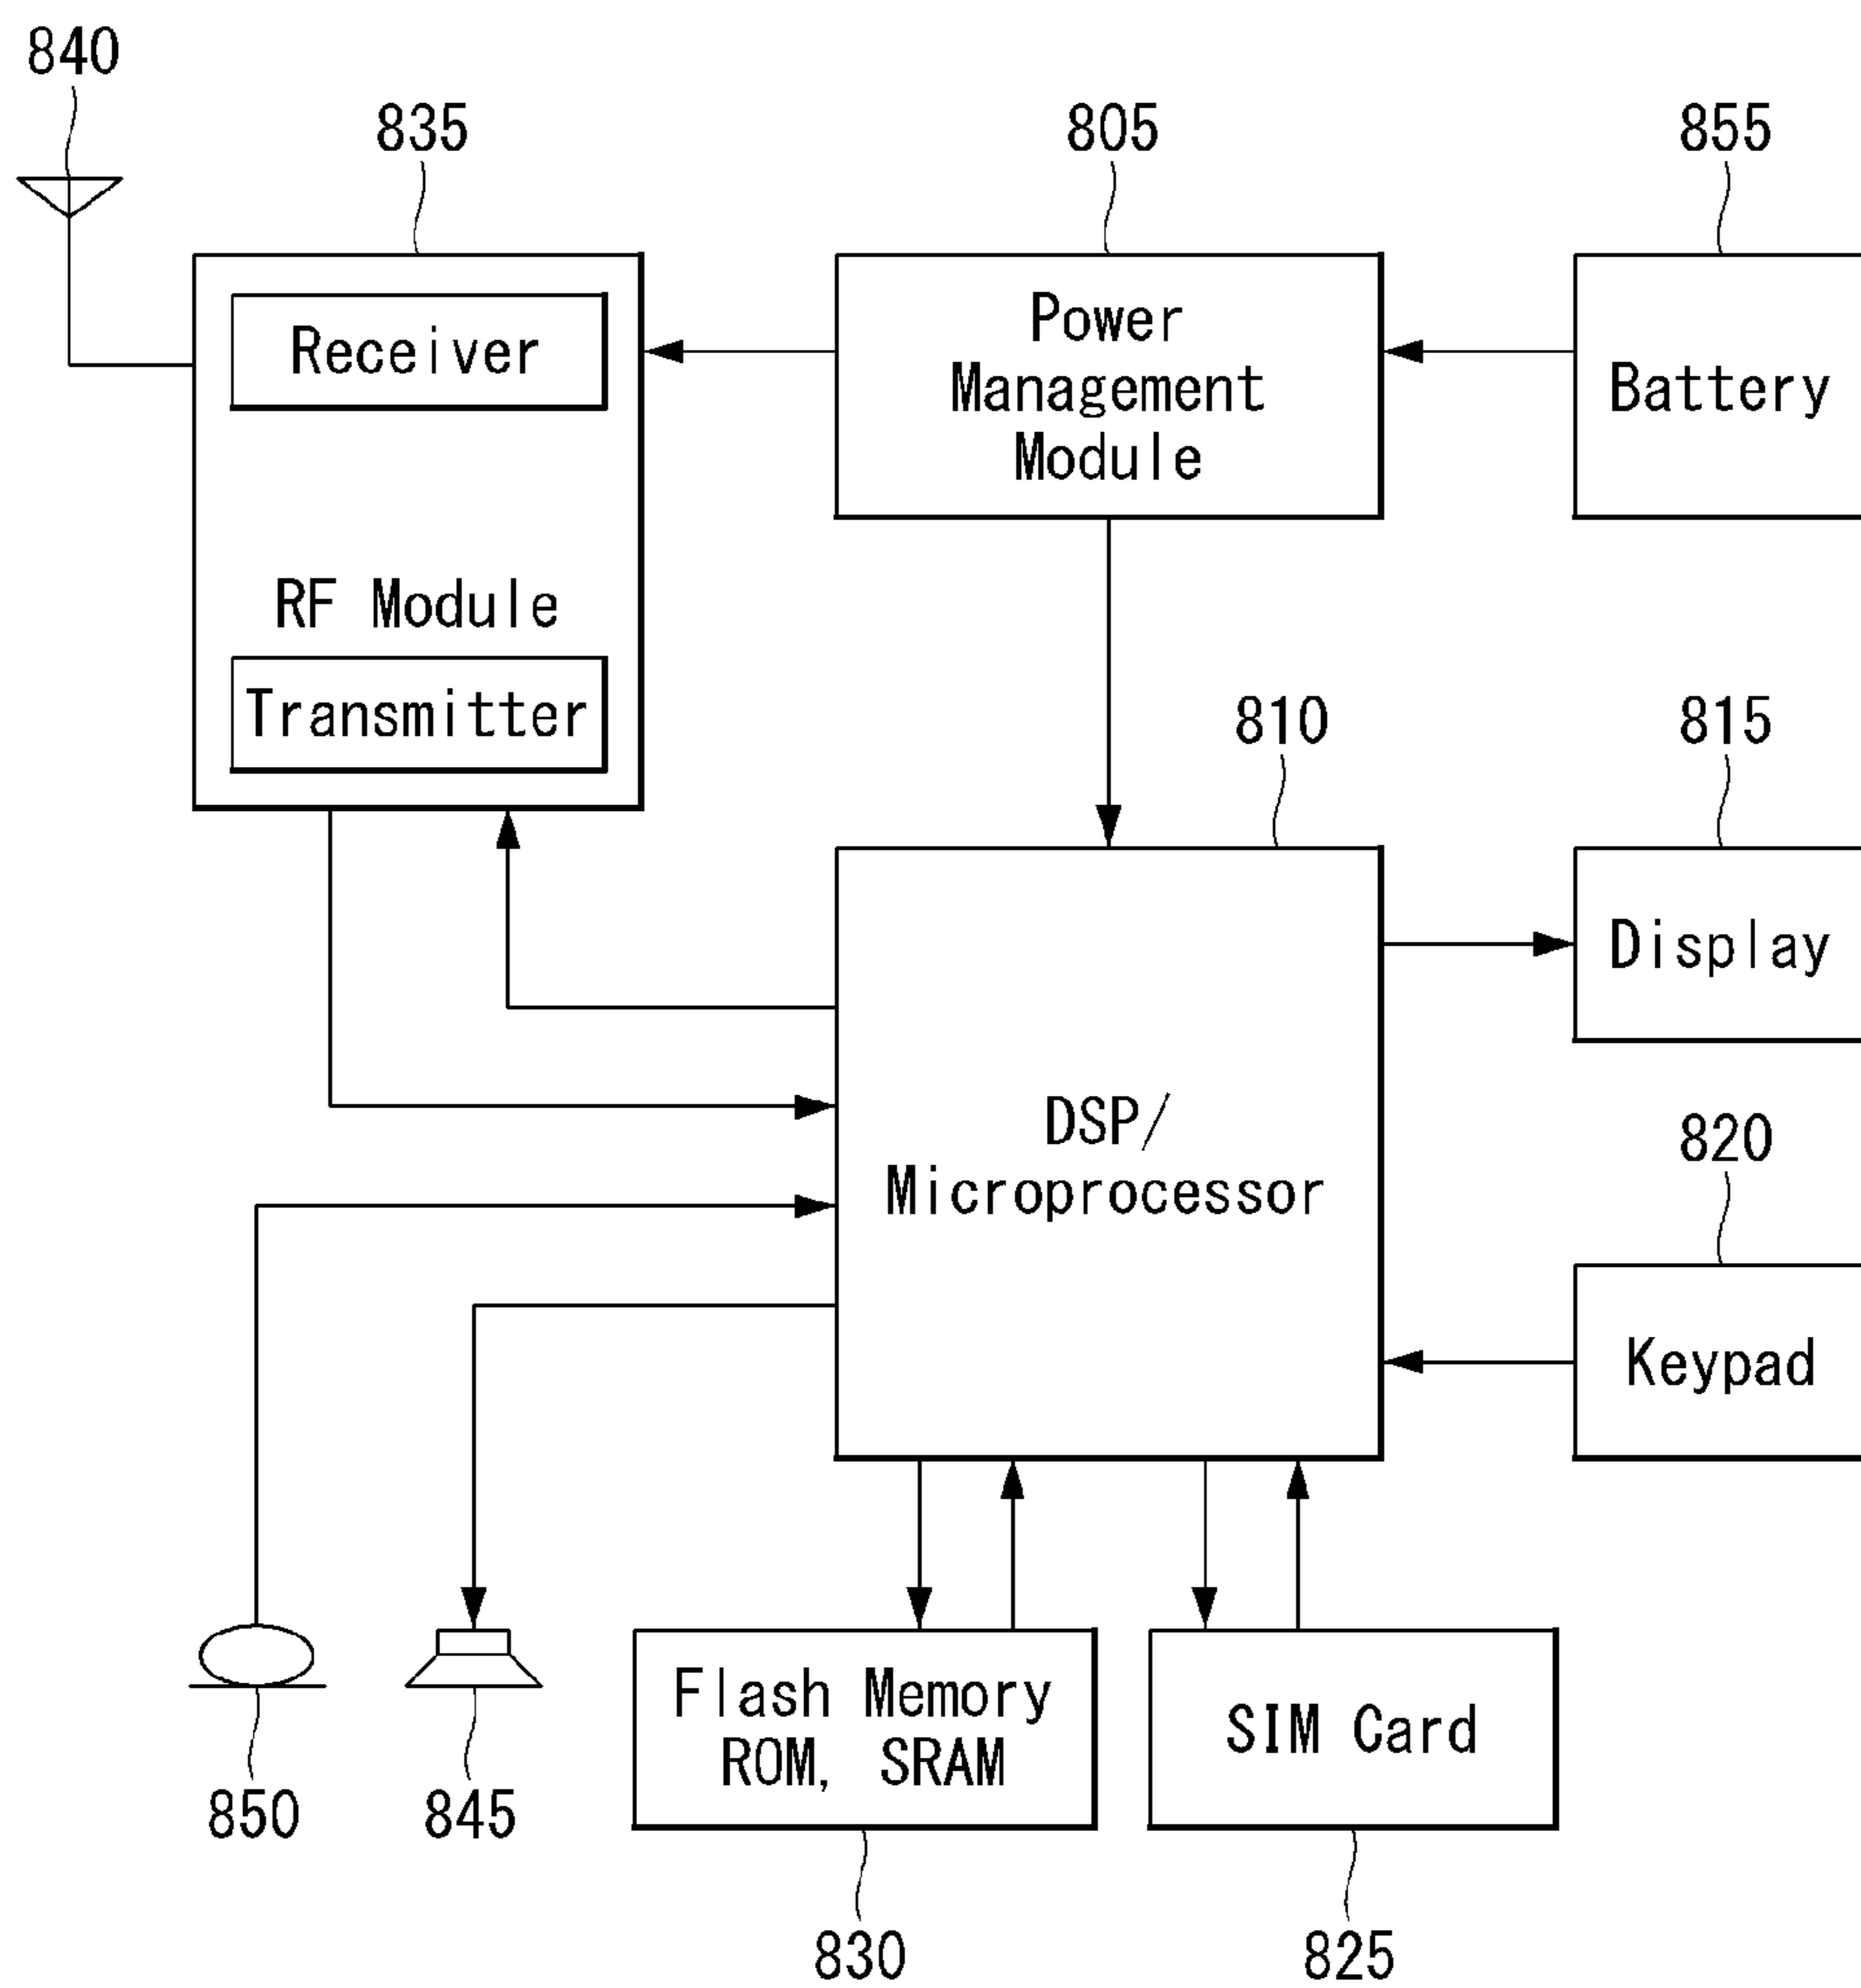 840
835
805
855
Receiver
Power
Management
Module
Battery
RF Module
Transmitter
810
815
Display
DSP/
Microprocessor
820
Keypad
Flash Memory
ROM, SRAM
SIM Card
850
845
830
825